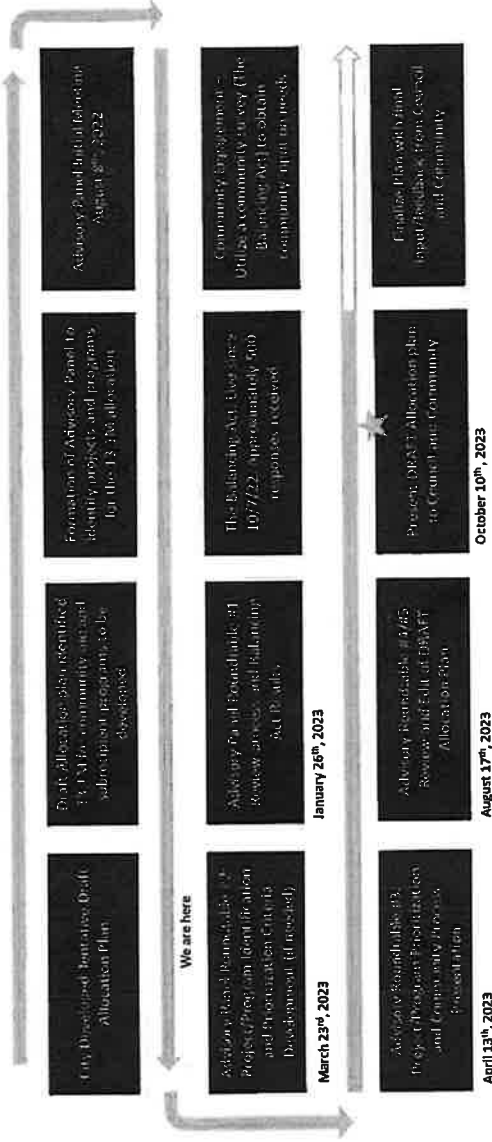 City Developed Tentative Draft
Allocation Plan
Draft Allocation plan identified
for community aid and
subrecipient programs to be
developed
Formation of Advisory Panel to
identify projects and programs
for the allocation
Advisory Panel Initial Meeting
August 8th, 2022
We are here
Advisory Panel Roundtable #2
Project/Program Identification
and Prioritization Criteria
Development (if needed)
March 23rd, 2023
Advisory Panel Roundtable #1
Review process and Balancing
Act Results
January 26th, 2023
The Balancing Act: Live since
10/7/22. Approximately 500
responses received
Community Engagement –
Utilize a community survey (The
Balancing Act) to obtain
community input on needs
Advisory Roundtable #3
Project/Program Prioritization
and Community Process
Presentation
April 13th, 2023
Advisory Roundtable #4/#5
Review and Edit of DRAFT
Allocation Plan
August 17th, 2023
Present DRAFT Allocation plan
to Council and Community
October 10th, 2023
Finalize Plan with final
input/feedback from Council
and Community